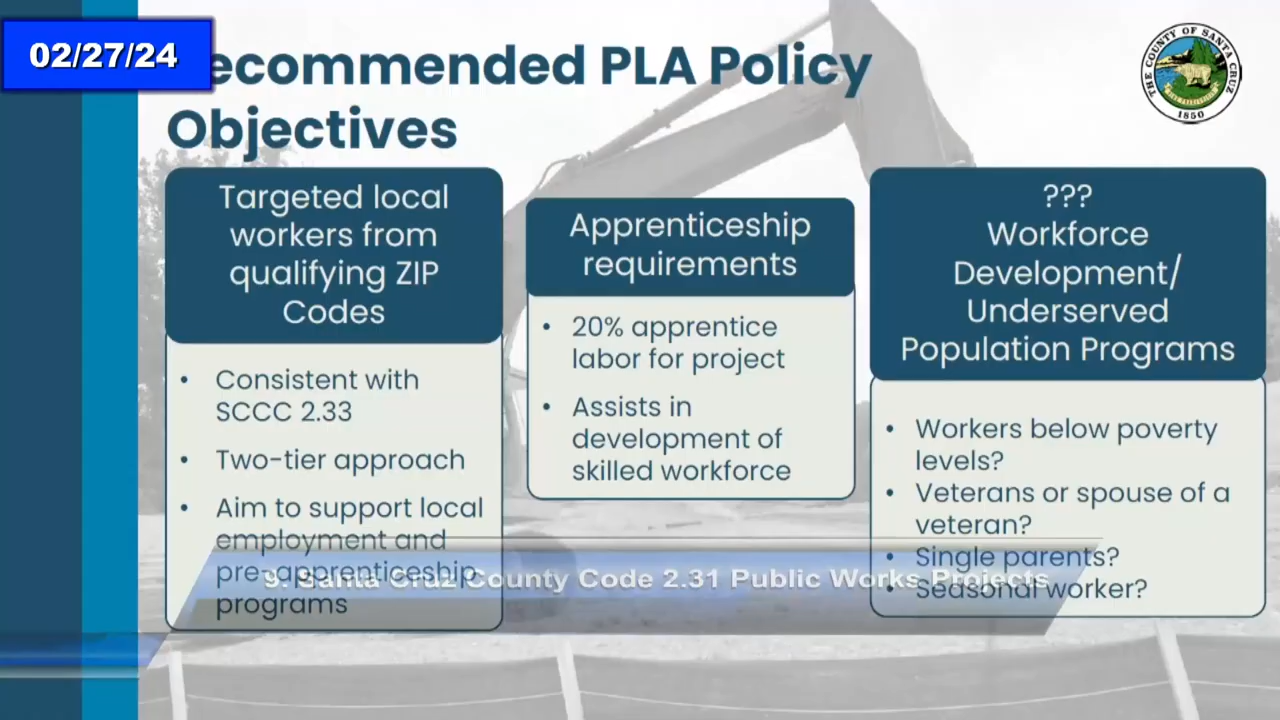 02/27/24
ecommended PLA Policy
Objectives
THE COUNTY OF SANTA CRUZ
1850
Targeted local
workers from
qualifying ZIP
Codes
Consistent with
SCCC 2.33
Two-tier approach
Aim to support local
employment and
pre-apprenticeship
programs
Apprenticeship
requirements
20% apprentice
labor for project
Assists in
development of
skilled workforce
???
Workforce
Development/
Underserved
Population Programs
Workers below poverty
levels?
Veterans or spouse of a
veteran?
Single parents?
Seasonal worker?
9. Santa Cruz County Code 2.31 Public Works Projects